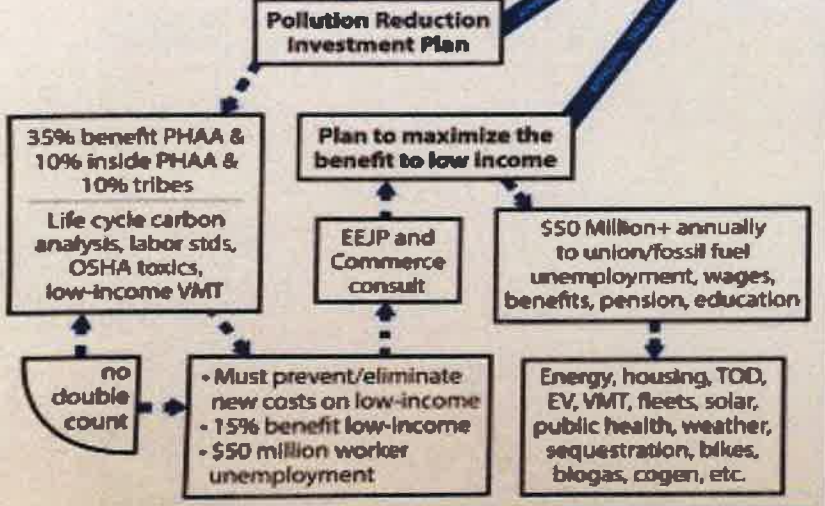 Pollution Reduction
Investment Plan
35% benefit PHAA &
10% inside PHAA &
10% tribes
Life cycle carbon
analysis, labor stds,
OSHA toxics,
low-income VMT
Plan to maximize the
benefit to low income
EEJP and
Commerce
consult
$50 Million+ annually
to union/fossil fuel
unemployment, wages,
benefits, pension, education
no
double
count
• Must prevent/eliminate
new costs on low-income
• 15% benefit low-income
• $50 million worker
unemployment
Energy, housing, TOD,
EV, VMT, fleets, solar,
public health, weather,
sequestration, bikes,
biogas, cogen, etc.